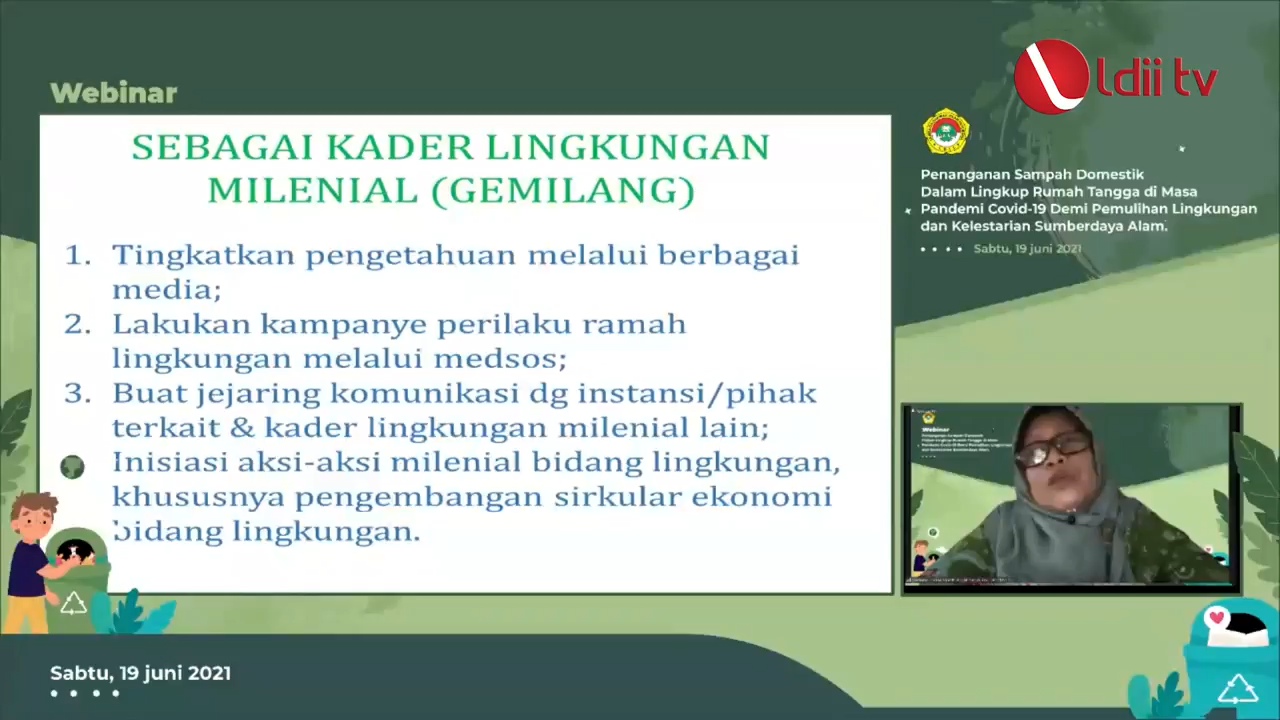 Webinar
ldii tv
SEBAGAI KADER LINGKUNGAN
MILENIAL (GEMILANG)
1. Tingkatkan pengetahuan melalui berbagai
media;
2. Lakukan kampanye perilaku ramah
lingkungan melalui medsos;
3. Buat jejaring komunikasi dg instansi/pihak
terkait & kader lingkungan milenial lain;
Inisiasi aksi-aksi milenial bidang lingkungan,
khususnya pengembangan sirkular ekonomi
bidang lingkungan.
Penanganan Sampah Domestik
Dalam Lingkup Rumah Tangga di Masa
Pandemi Covid-19 Demi Pemulihan Lingkungan
dan Kelestarian Sumberdaya Alam.
Sabtu, 19 juni 2021
Webinar
Sabtu, 19 juni 2021